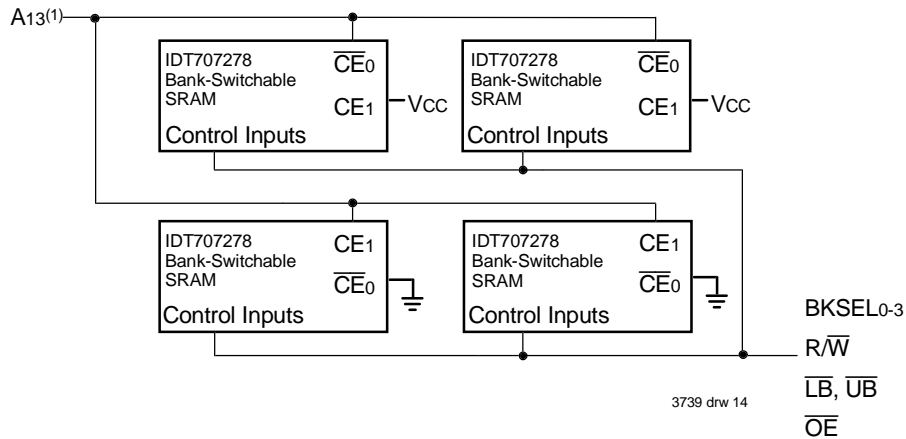 A13(1)
IDT707278
Bank-Switchable
SRAM
CE0
CE1
VCC
Control Inputs
IDT707278
Bank-Switchable
SRAM
CE0
CE1
VCC
Control Inputs
IDT707278
Bank-Switchable
SRAM
CE1
CE0
Control Inputs
IDT707278
Bank-Switchable
SRAM
CE1
CE0
Control Inputs
BKSEL0-3
R/W
LB, UB
OE
3739 drw 14